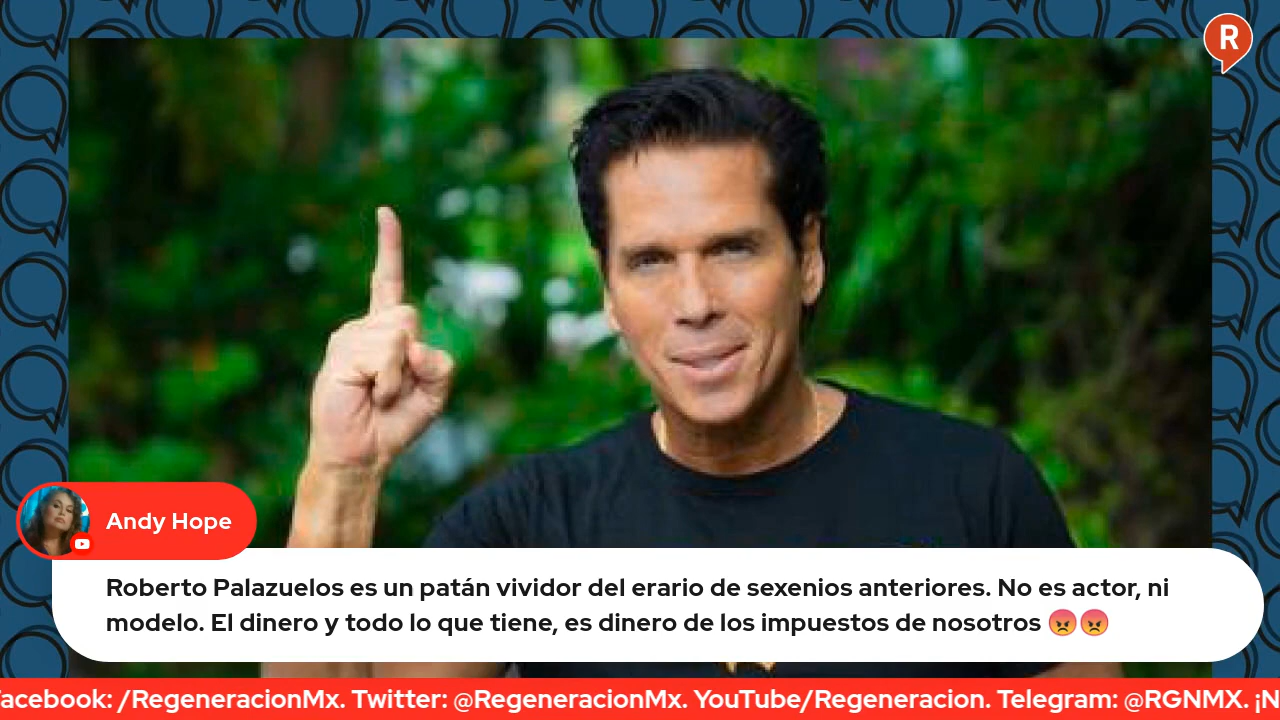 R
Andy Hope
Roberto Palazuelos es un patán vividor del erario de sexenios anteriores. No es actor, ni
modelo. El dinero y todo lo que tiene, es dinero de los impuestos de nosotros 😡😡
acebook: /RegeneracionMx. Twitter: @RegeneracionMx. YouTube/Regeneracion. Telegram: @RGNMX. ¡N